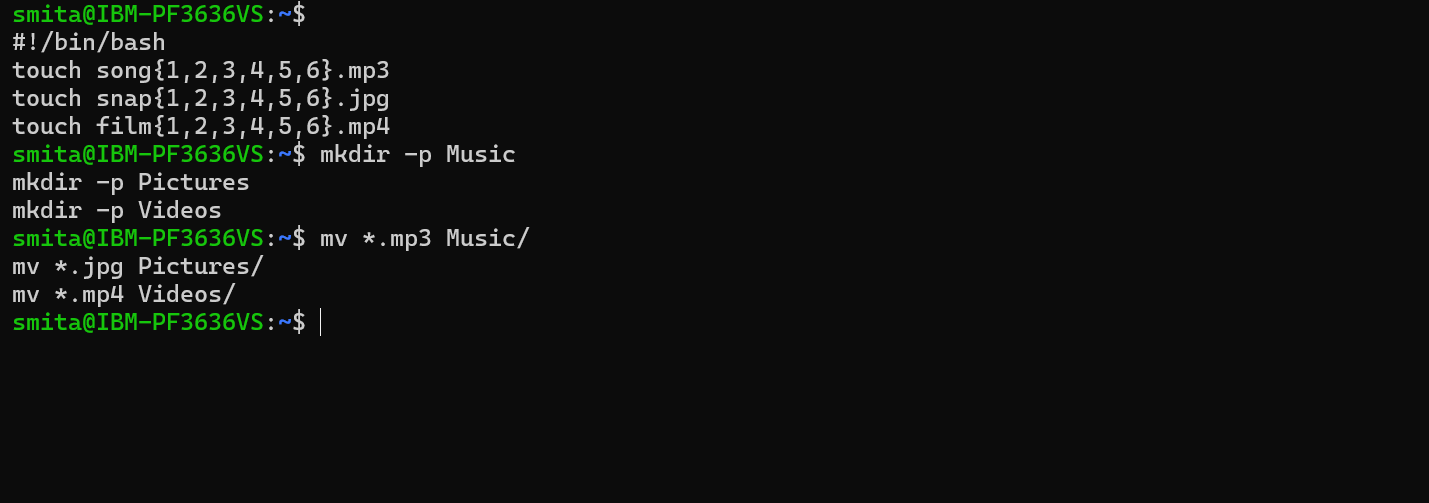 smita@IBM-PF3636VS:~$
#!/bin/bash
touch song{1,2,3,4,5,6}.mp3
touch snap{1,2,3,4,5,6}.jpg
touch film{1,2,3,4,5,6}.mp4
smita@IBM-PF3636VS:~$ mkdir -p Music
mkdir -p Pictures
mkdir -p Videos
smita@IBM-PF3636VS:~$ mv *.mp3 Music/
mv *.jpg Pictures/
mv *.mp4 Videos/
smita@IBM-PF3636VS:~$